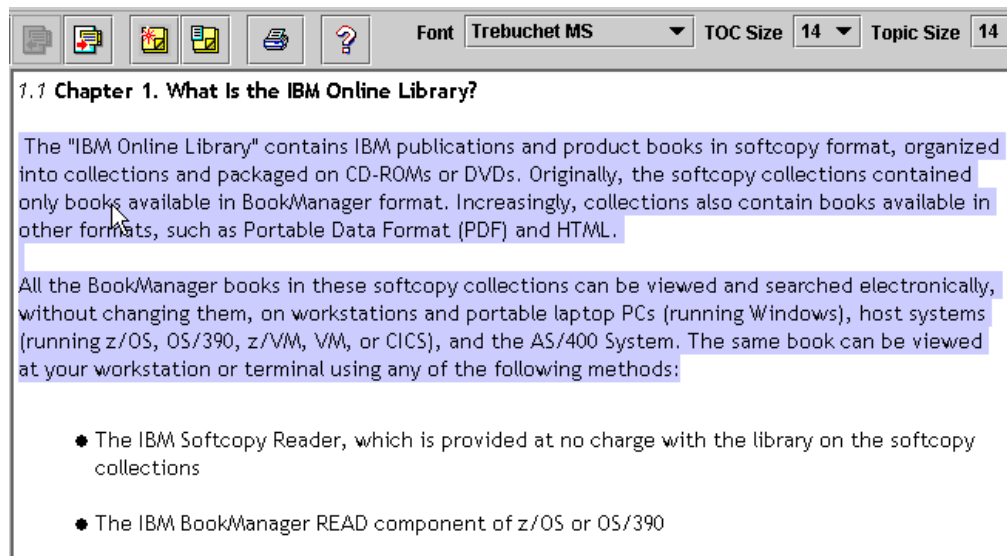 Font Trebuchet MS TOC Size 14 Topic Size 14
1.1 Chapter 1. What Is the IBM Online Library?
The "IBM Online Library" contains IBM publications and product books in softcopy format, organized
into collections and packaged on CD-ROMs or DVDs. Originally, the softcopy collections contained
only books available in BookManager format. Increasingly, collections also contain books available in
other formats, such as Portable Data Format (PDF) and HTML.
All the BookManager books in these softcopy collections can be viewed and searched electronically,
without changing them, on workstations and portable laptop PCs (running Windows), host systems
(running z/OS, OS/390, z/VM, VM, or CICS), and the AS/400 System. The same book can be viewed
at your workstation or terminal using any of the following methods:
● The IBM Softcopy Reader, which is provided at no charge with the library on the softcopy
collections
● The IBM BookManager READ component of z/OS or OS/390